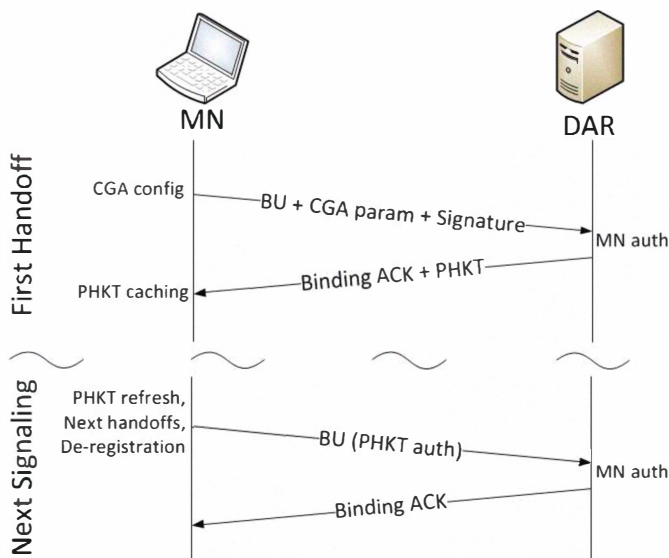 MN
DAR
First Handoff
CGA config
BU + CGA param + Signature
MN auth
Binding ACK + PHKT
PHKT caching
Next Signaling
PHKT refresh,
Next handoffs,
De-registration
BU (PHKT auth)
MN auth
Binding ACK